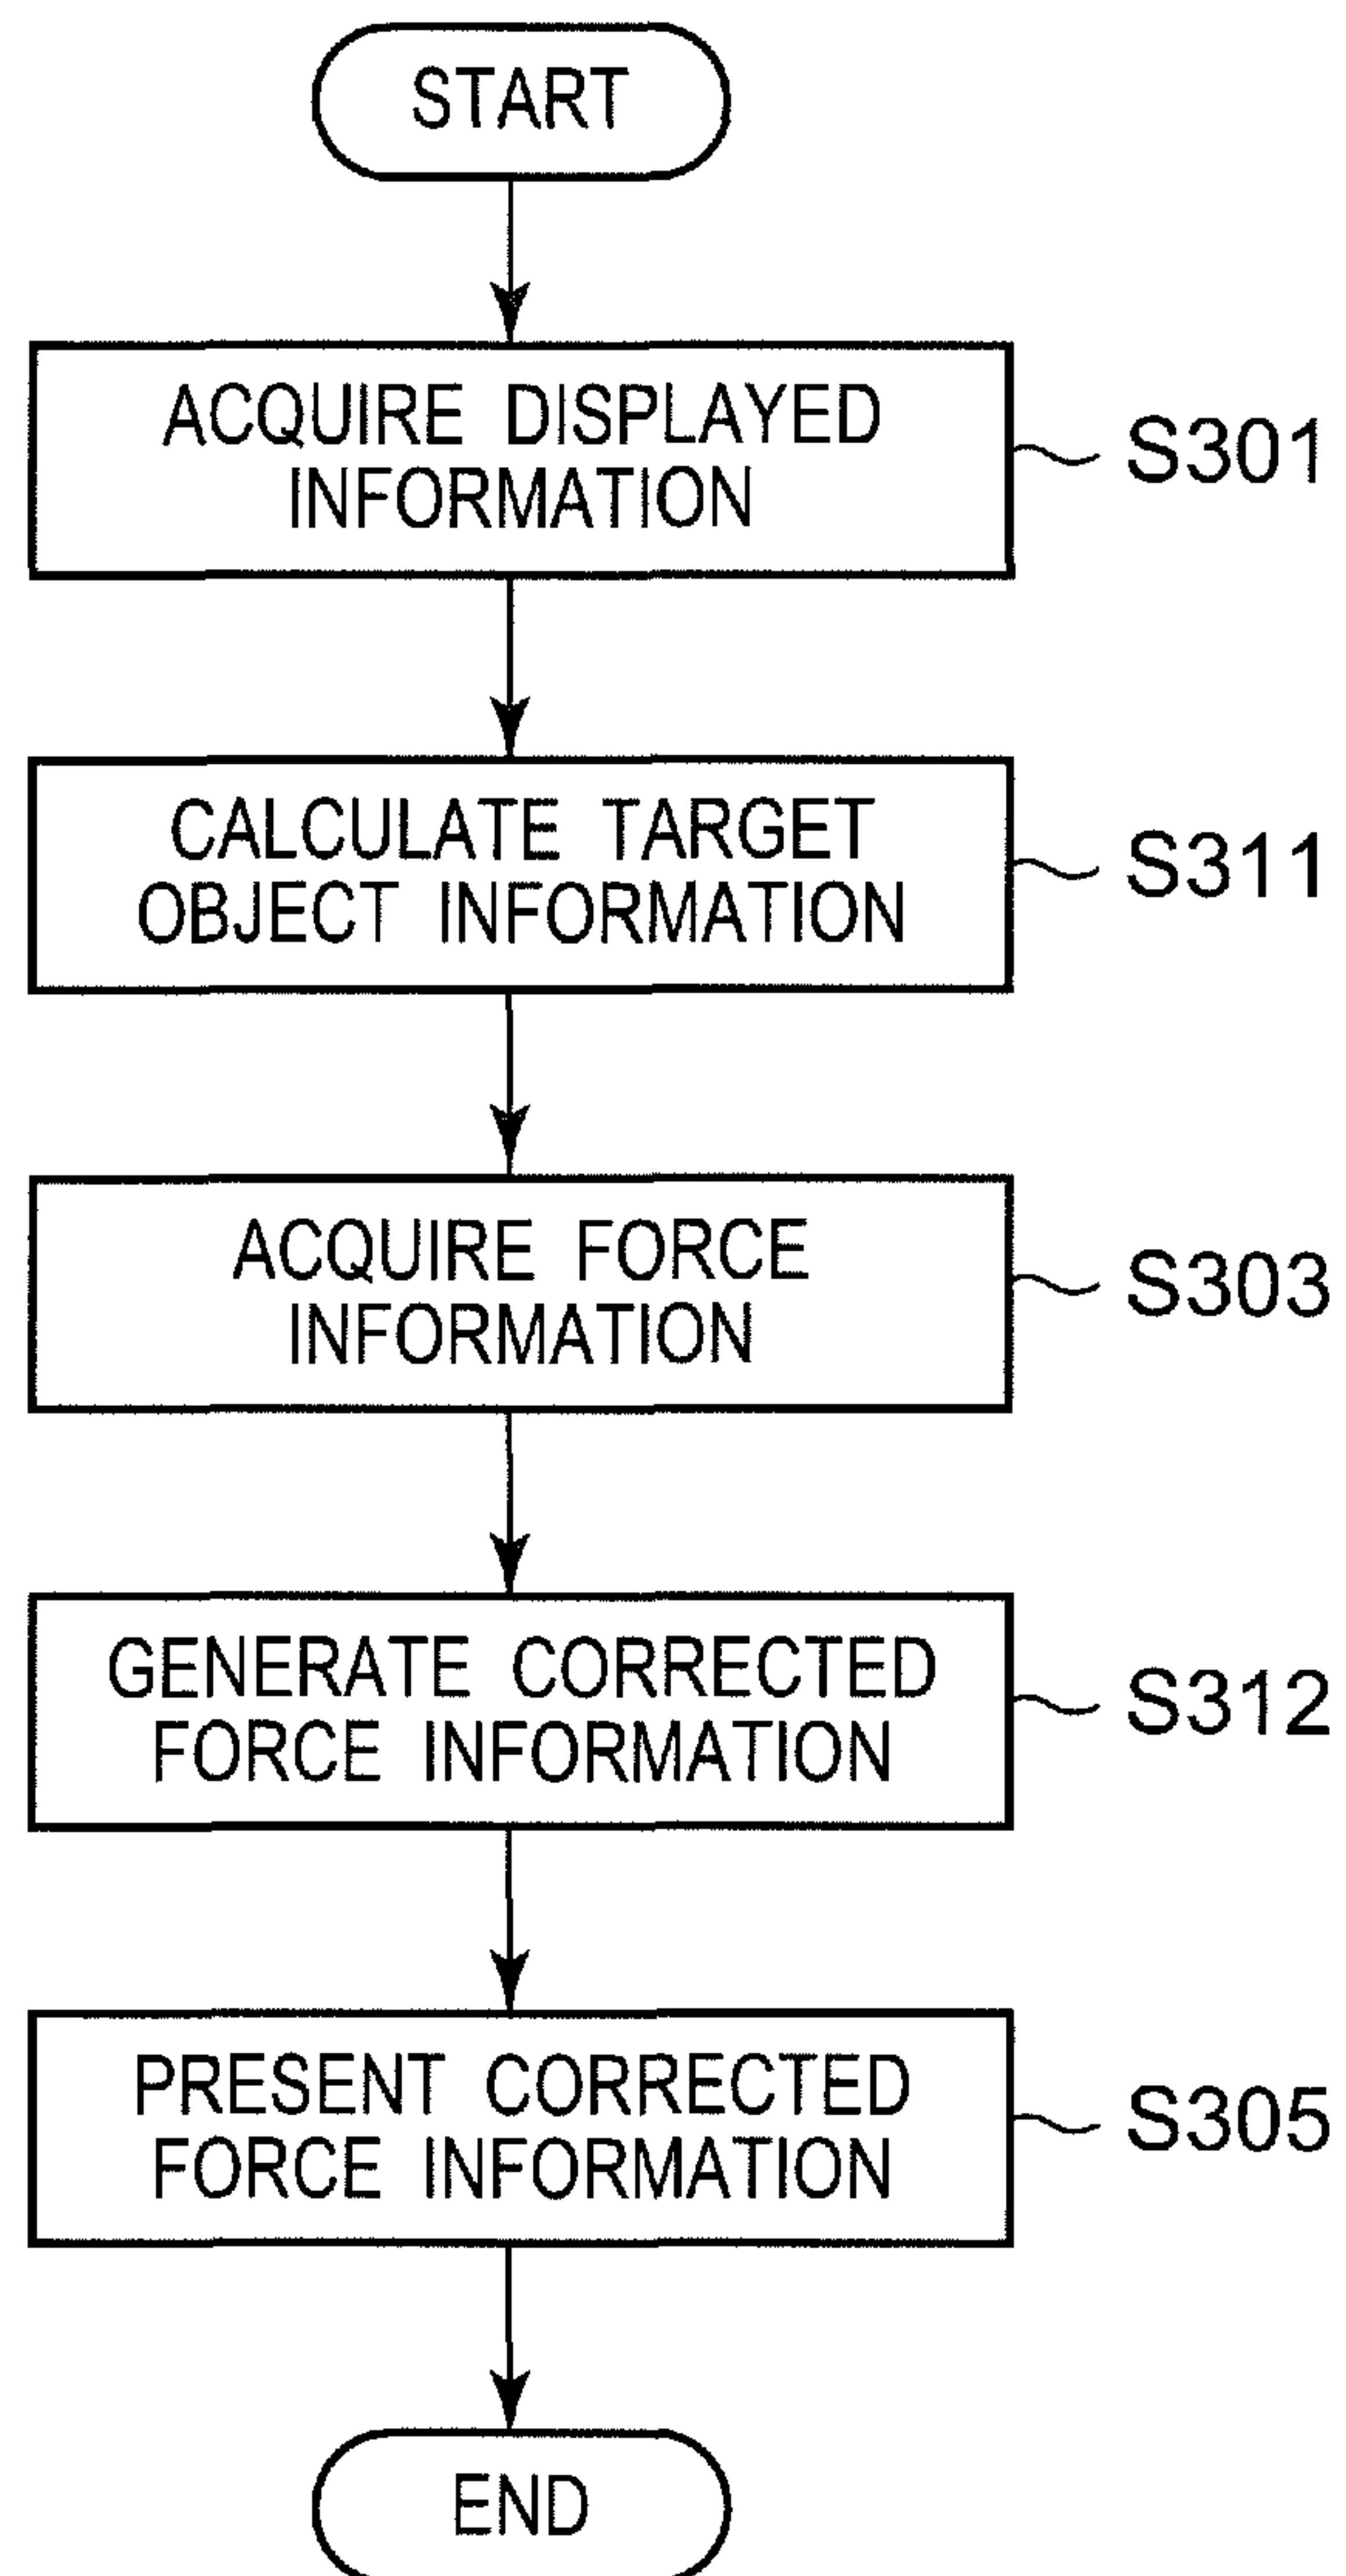 START
ACQUIRE DISPLAYED
INFORMATION
S301
CALCULATE TARGET
OBJECT INFORMATION
S311
ACQUIRE FORCE
INFORMATION
S303
GENERATE CORRECTED
FORCE INFORMATION
S312
PRESENT CORRECTED
FORCE INFORMATION
S305
END